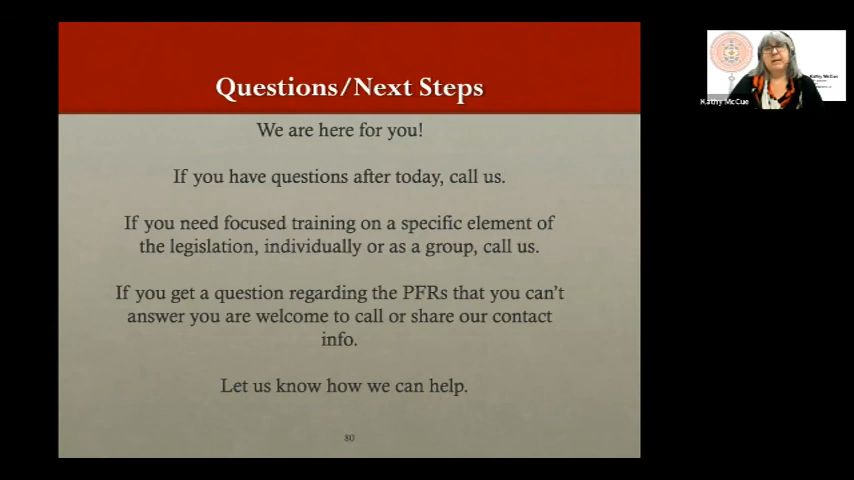 Questions/Next Steps
We are here for you!
If you have questions after today, call us.
If you need focused training on a specific element of
the legislation, individually or as a group, call us.
If you get a question regarding the PFRs that you can't
answer you are welcome to call or share our contact
info.
Let us know how we can help.
80
Kathy McCue
Kathy McCue